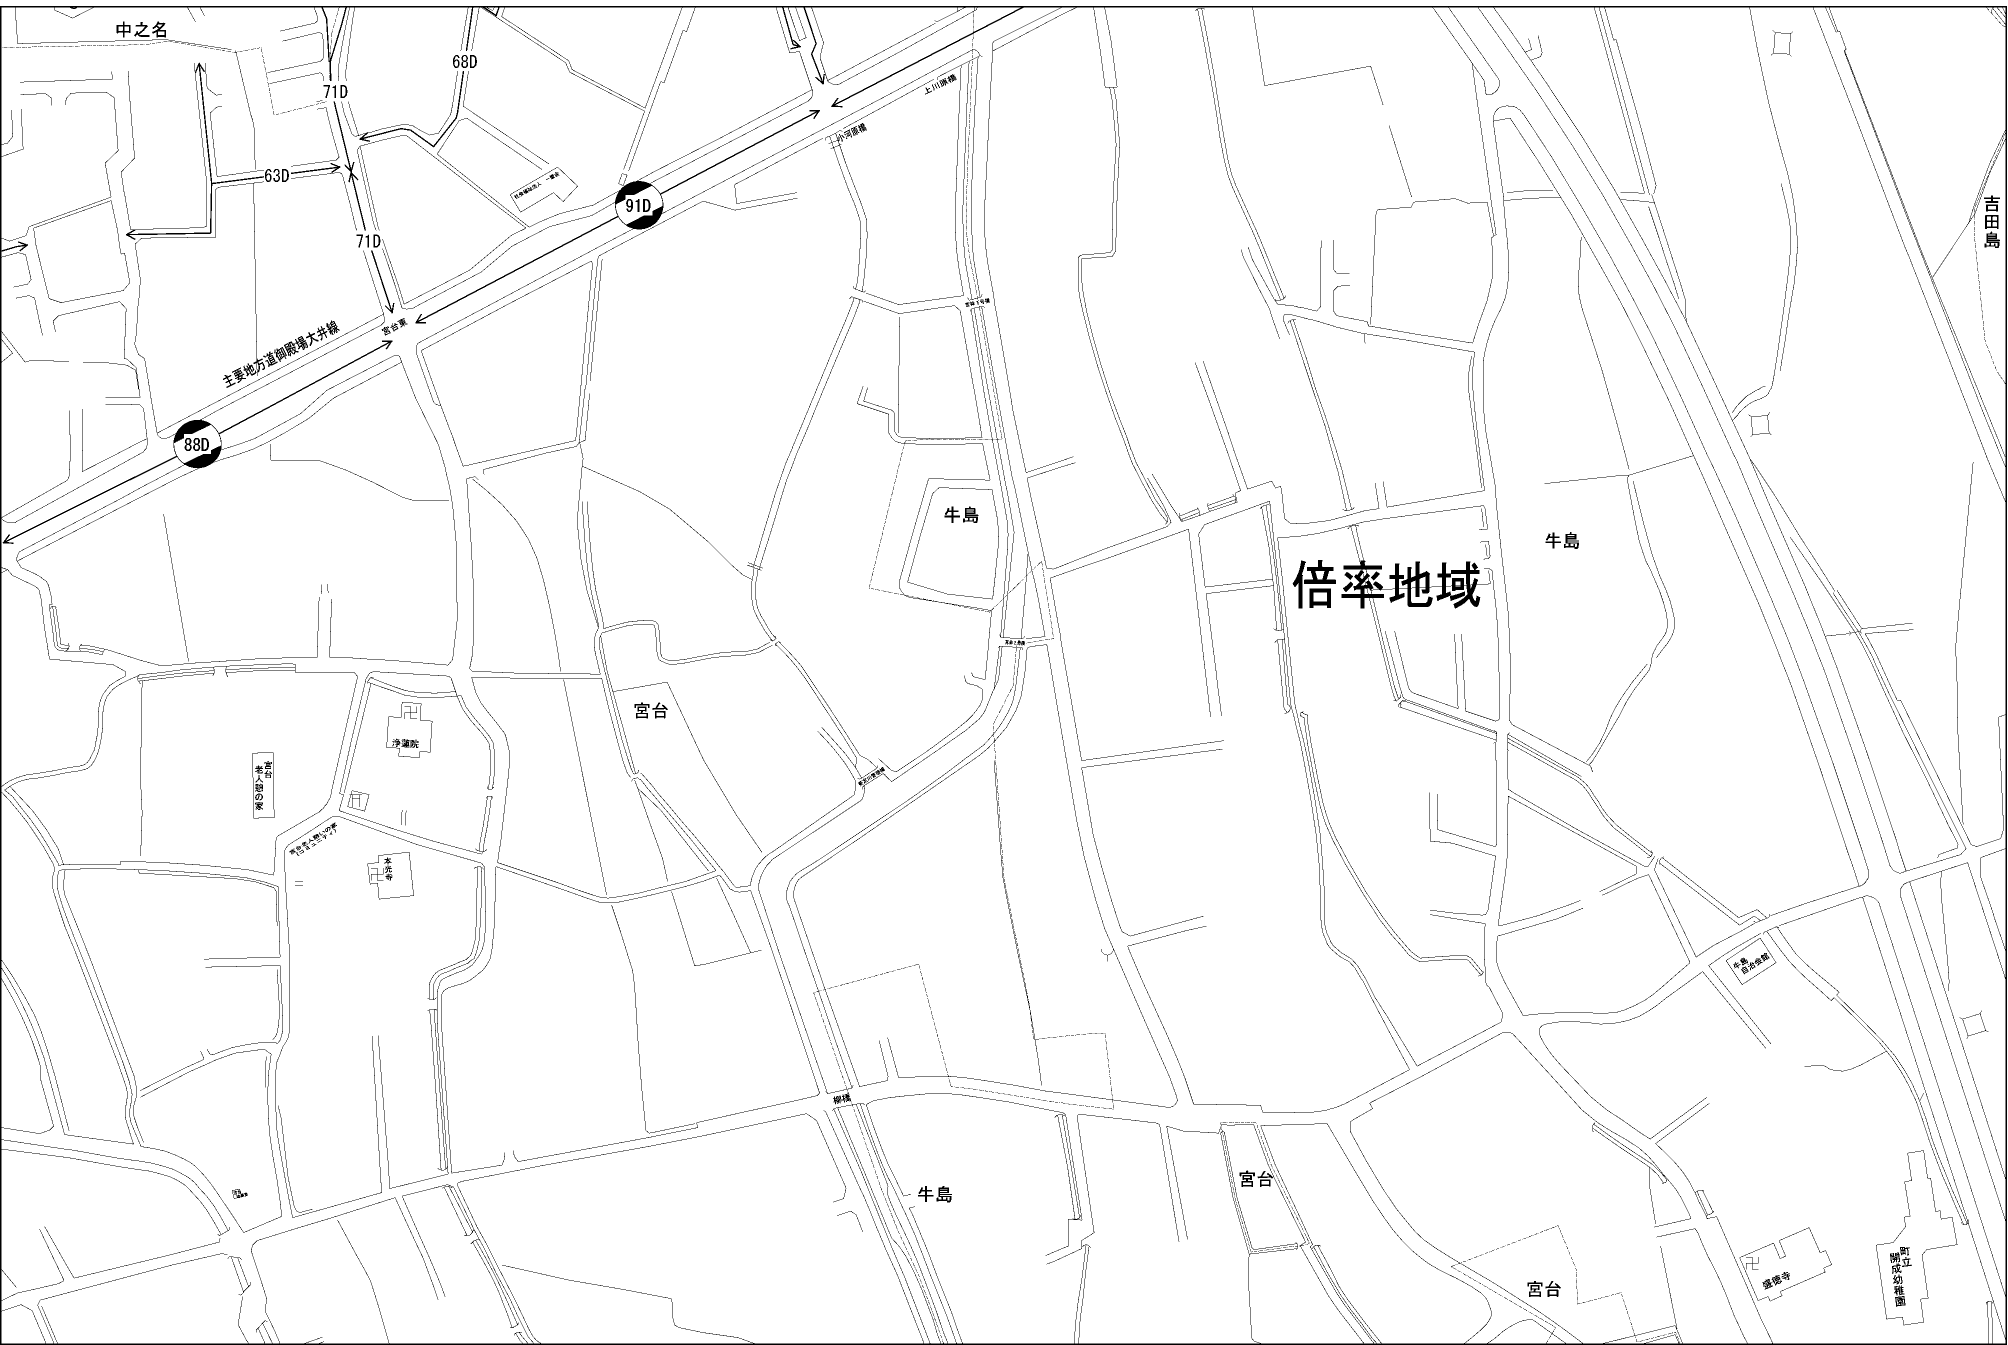 中之名
68D
71D
上川原橋
小河原橋
63D
91D
吉田島
71D
宮台東
主要地方道御殿場大井線
88D
牛島
牛島
倍率地域
宮台
浄蓮院
宮台
老人憩の家
本光寺
牛島
自治会館
柳橋
宮台
牛島
町立
開成幼稚園
盛徳寺
宮台